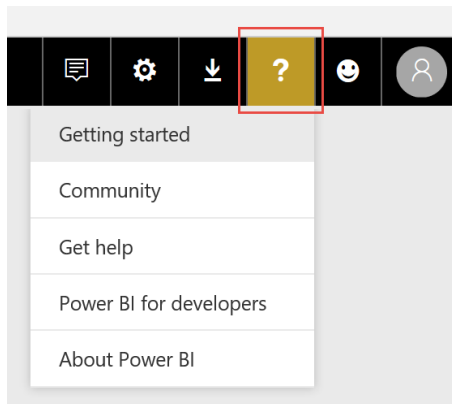 ?
Getting started
Community
Get help
Power BI for developers
About Power BI